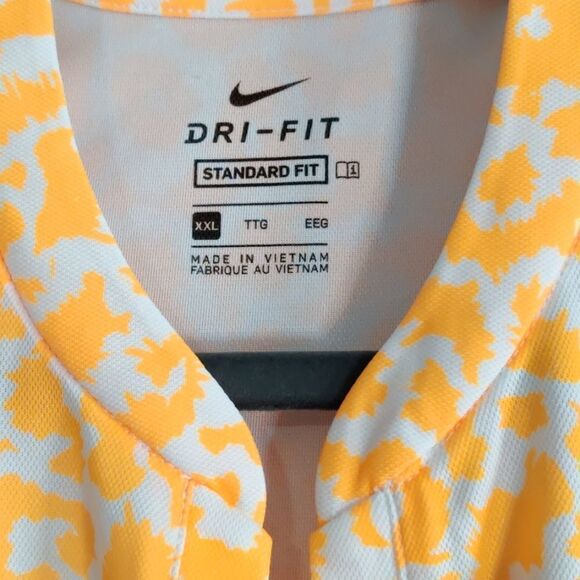 DRI-FIT
STANDARD FIT
XXL TTG EEG
MADE IN VIETNAM
FABRIQUE AU VIETNAM